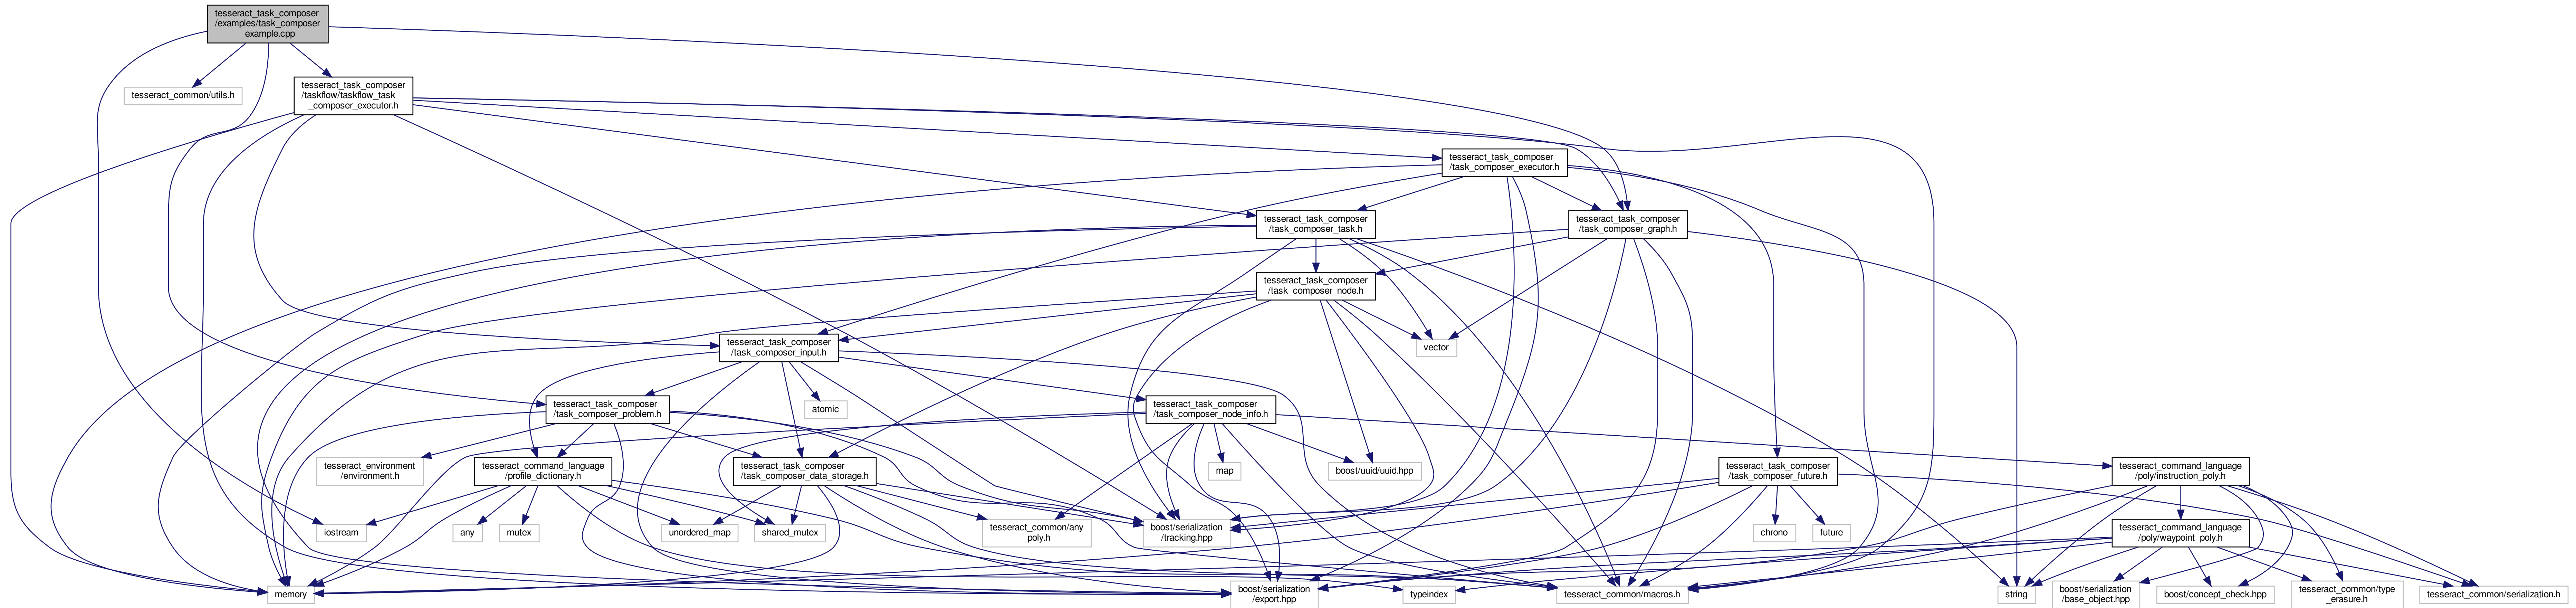 tesseract_task_composer
/examples/task_composer
_example.cpp
tesseract_common/utils.h
tesseract_task_composer
/taskflow/taskflow_task
_composer_executor.h
tesseract_task_composer
/task_composer_executor.h
tesseract_task_composer
/task_composer_task.h
tesseract_task_composer
/task_composer_graph.h
tesseract_task_composer
/task_composer_node.h
tesseract_task_composer
/task_composer_input.h
vector
tesseract_task_composer
/task_composer_problem.h
atomic
tesseract_task_composer
/task_composer_node_info.h
tesseract_environment
/environment.h
tesseract_command_language
/profile_dictionary.h
tesseract_task_composer
/task_composer_data_storage.h
map
boost/uuid/uuid.hpp
tesseract_task_composer
/task_composer_future.h
tesseract_command_language
/poly/instruction_poly.h
iostream
any
mutex
unordered_map
shared_mutex
tesseract_common/any
_poly.h
boost/serialization
/tracking.hpp
chrono
future
tesseract_command_language
/poly/waypoint_poly.h
memory
boost/serialization
/export.hpp
typeindex
tesseract_common/macros.h
string
boost/serialization
/base_object.hpp
boost/concept_check.hpp
tesseract_common/type
_erasure.h
tesseract_common/serialization.h